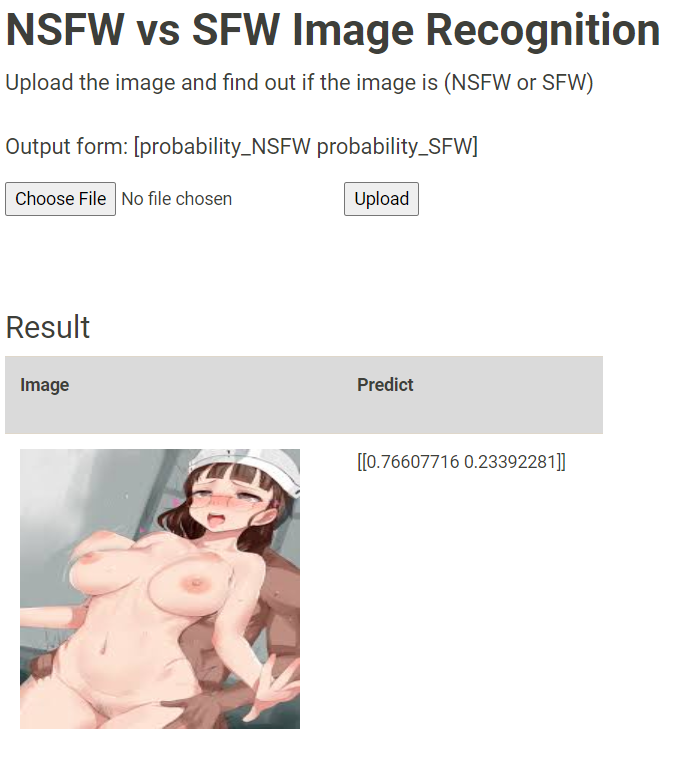 NSFW vs SFW Image Recognition
Upload the image and find out if the image is (NSFW or SFW)
Output form: [probability_NSFW probability_SFW]
Choose File No file chosen Upload
Result
Image Predict
[[0.76607716 0.23392281]]